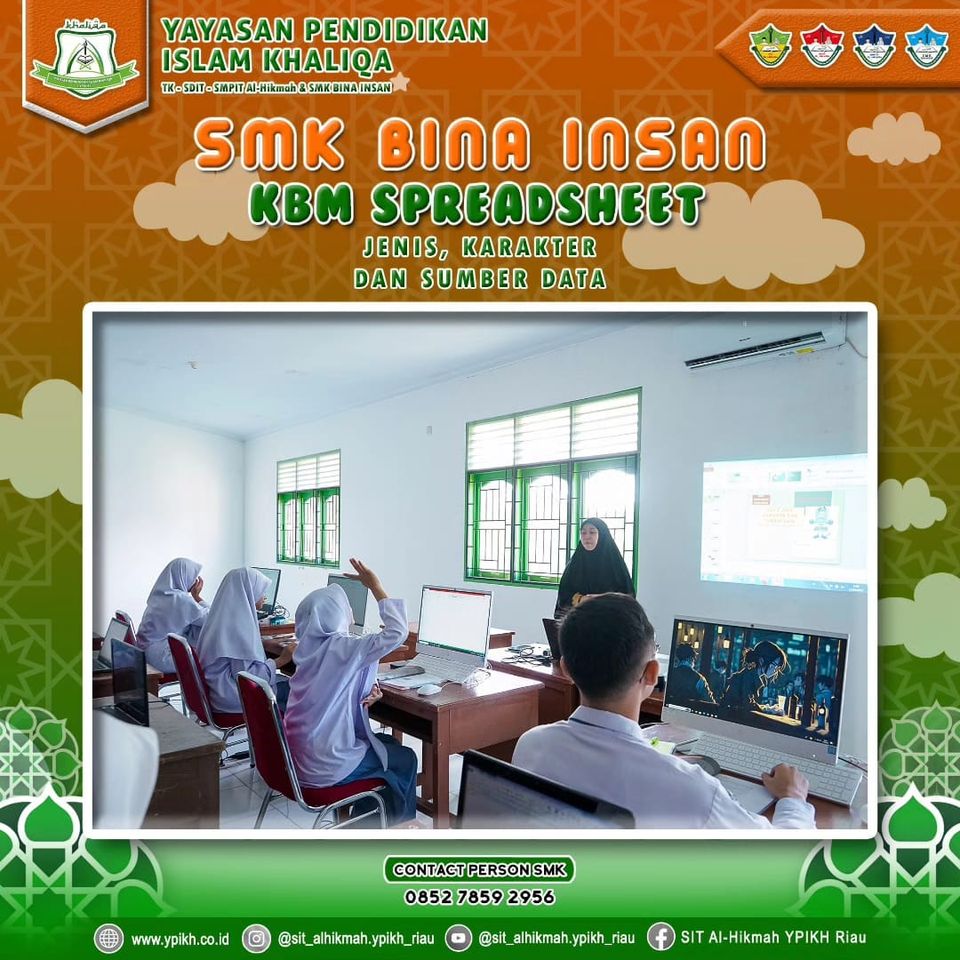 khaliqa
YAYASAN PENDIDIKAN
ISLAM KHALIQA
TK - SDIT - SMPIT Al-Hikmah & SMK BINA INSAN
SMK BINA INSAN
KBM SPREADSHEET
JENIS, KARAKTER
DAN SUMBER DATA
CONTACT PERSON SMK
0852 7859 2956
www.ypikh.co.id
@sit_alhikmah.ypikh_riau
@sit_alhikmah.ypikh_riau
SIT Al-Hikmah YPIKH Riau